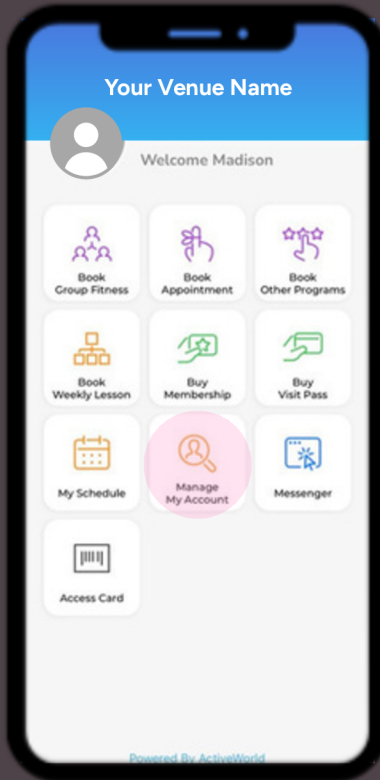 Your Venue Name
Welcome Madison
Book
Group Fitness
Book
Appointment
Book
Other Programs
Book
Weekly Lesson
Buy
Membership
Buy
Visit Pass
My Schedule
Manage
My Account
Messenger
Access Card
Powered By ActiveWorld